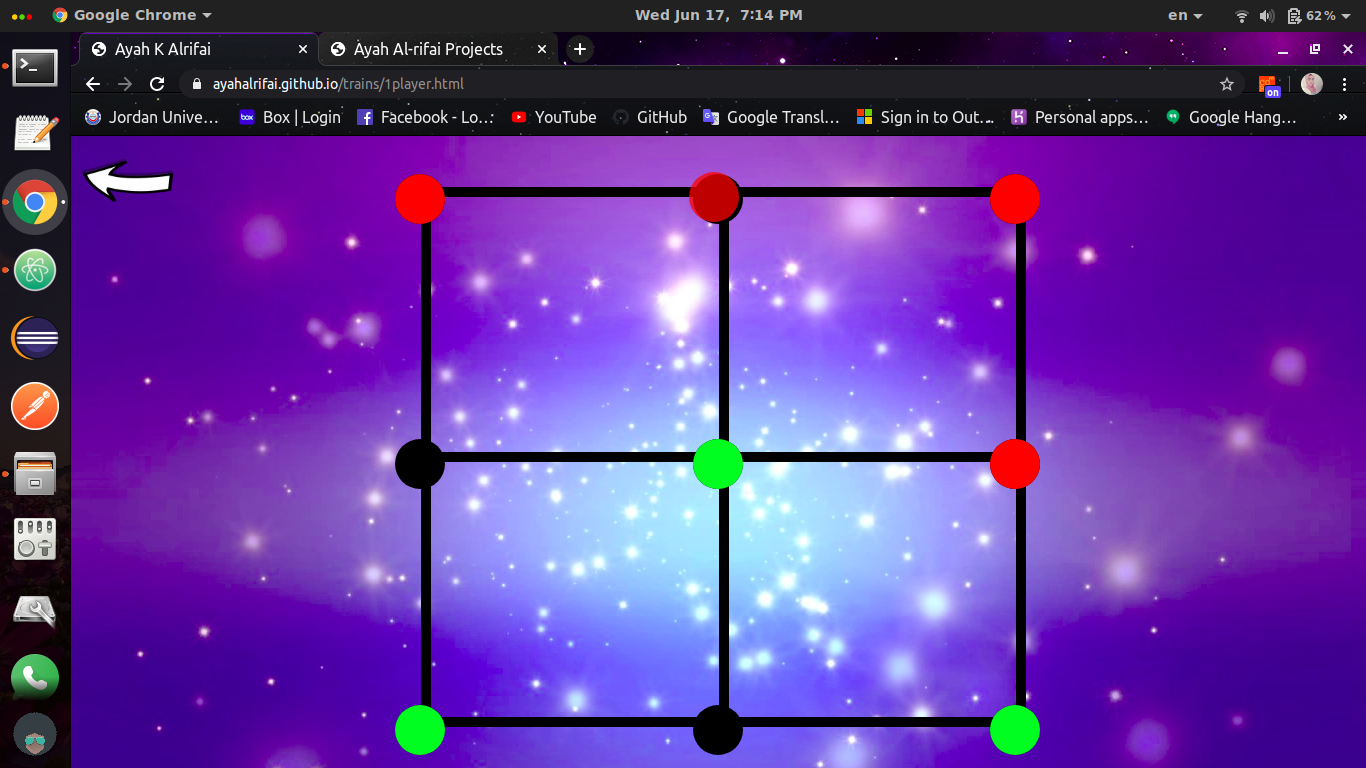 Google Chrome Wed Jun 17, 7:14 PM en 62%
Ayah K Alrifai Ayah Al-rifai Projects
ayahalrifai.github.io/trains/1player.html on
Jordan Unive… box Box | Login Facebook - Lo… YouTube GitHub Google Transl… Sign in to Out… Personal apps… Google Hang… »